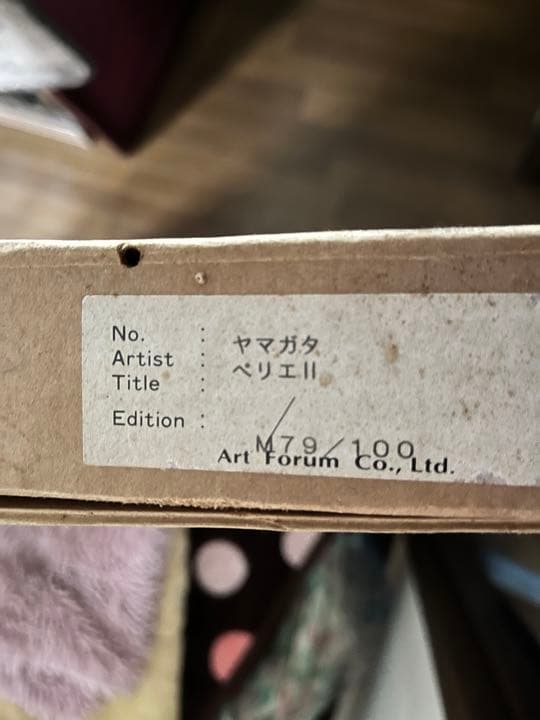 No. :
Artist : ヤマガタ
Title : ペリエII
Edition : M79/100
Art Forum Co., Ltd.